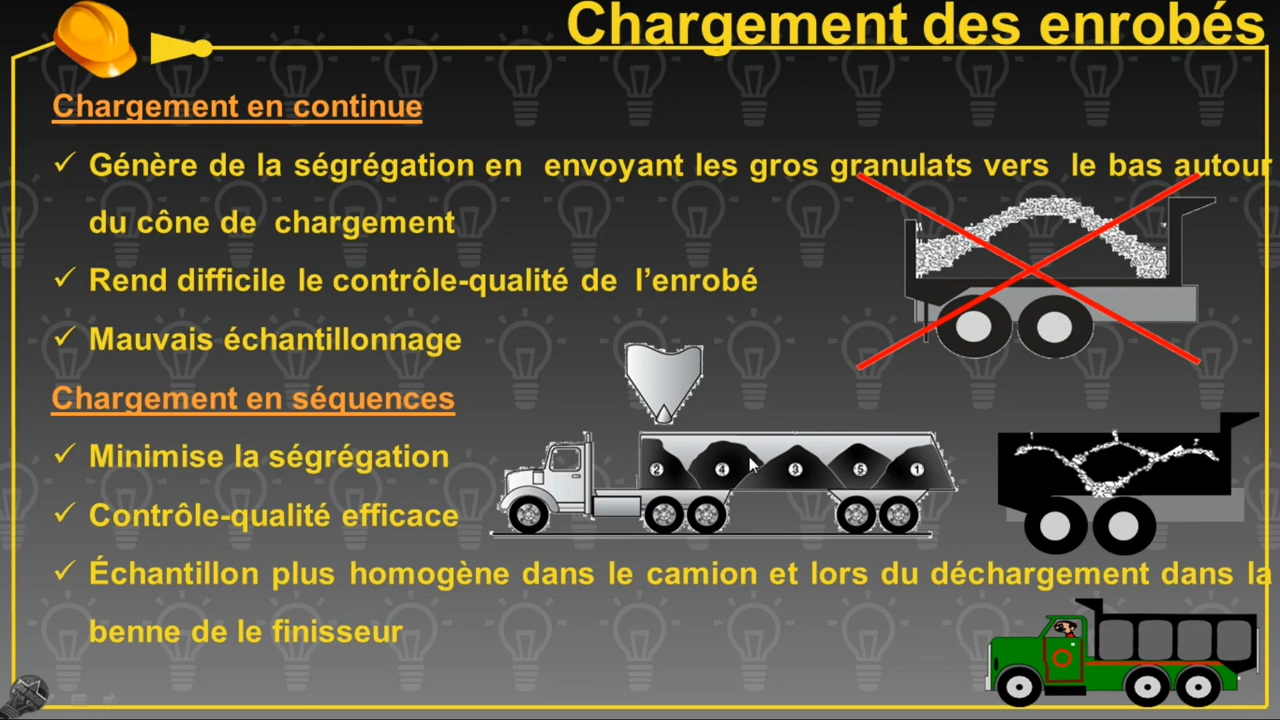 Chargement des enrobés
Chargement en continue
✓ Génère de la ségrégation en envoyant les gros granulats vers le bas autour
du cône de chargement
✓ Rend difficile le contrôle-qualité de l’enrobé
✓ Mauvais échantillonnage
Chargement en séquences
✓ Minimise la ségrégation
2 4 3 5 1
✓ Contrôle-qualité efficace
✓ Échantillon plus homogène dans le camion et lors du déchargement dans la
benne de le finisseur